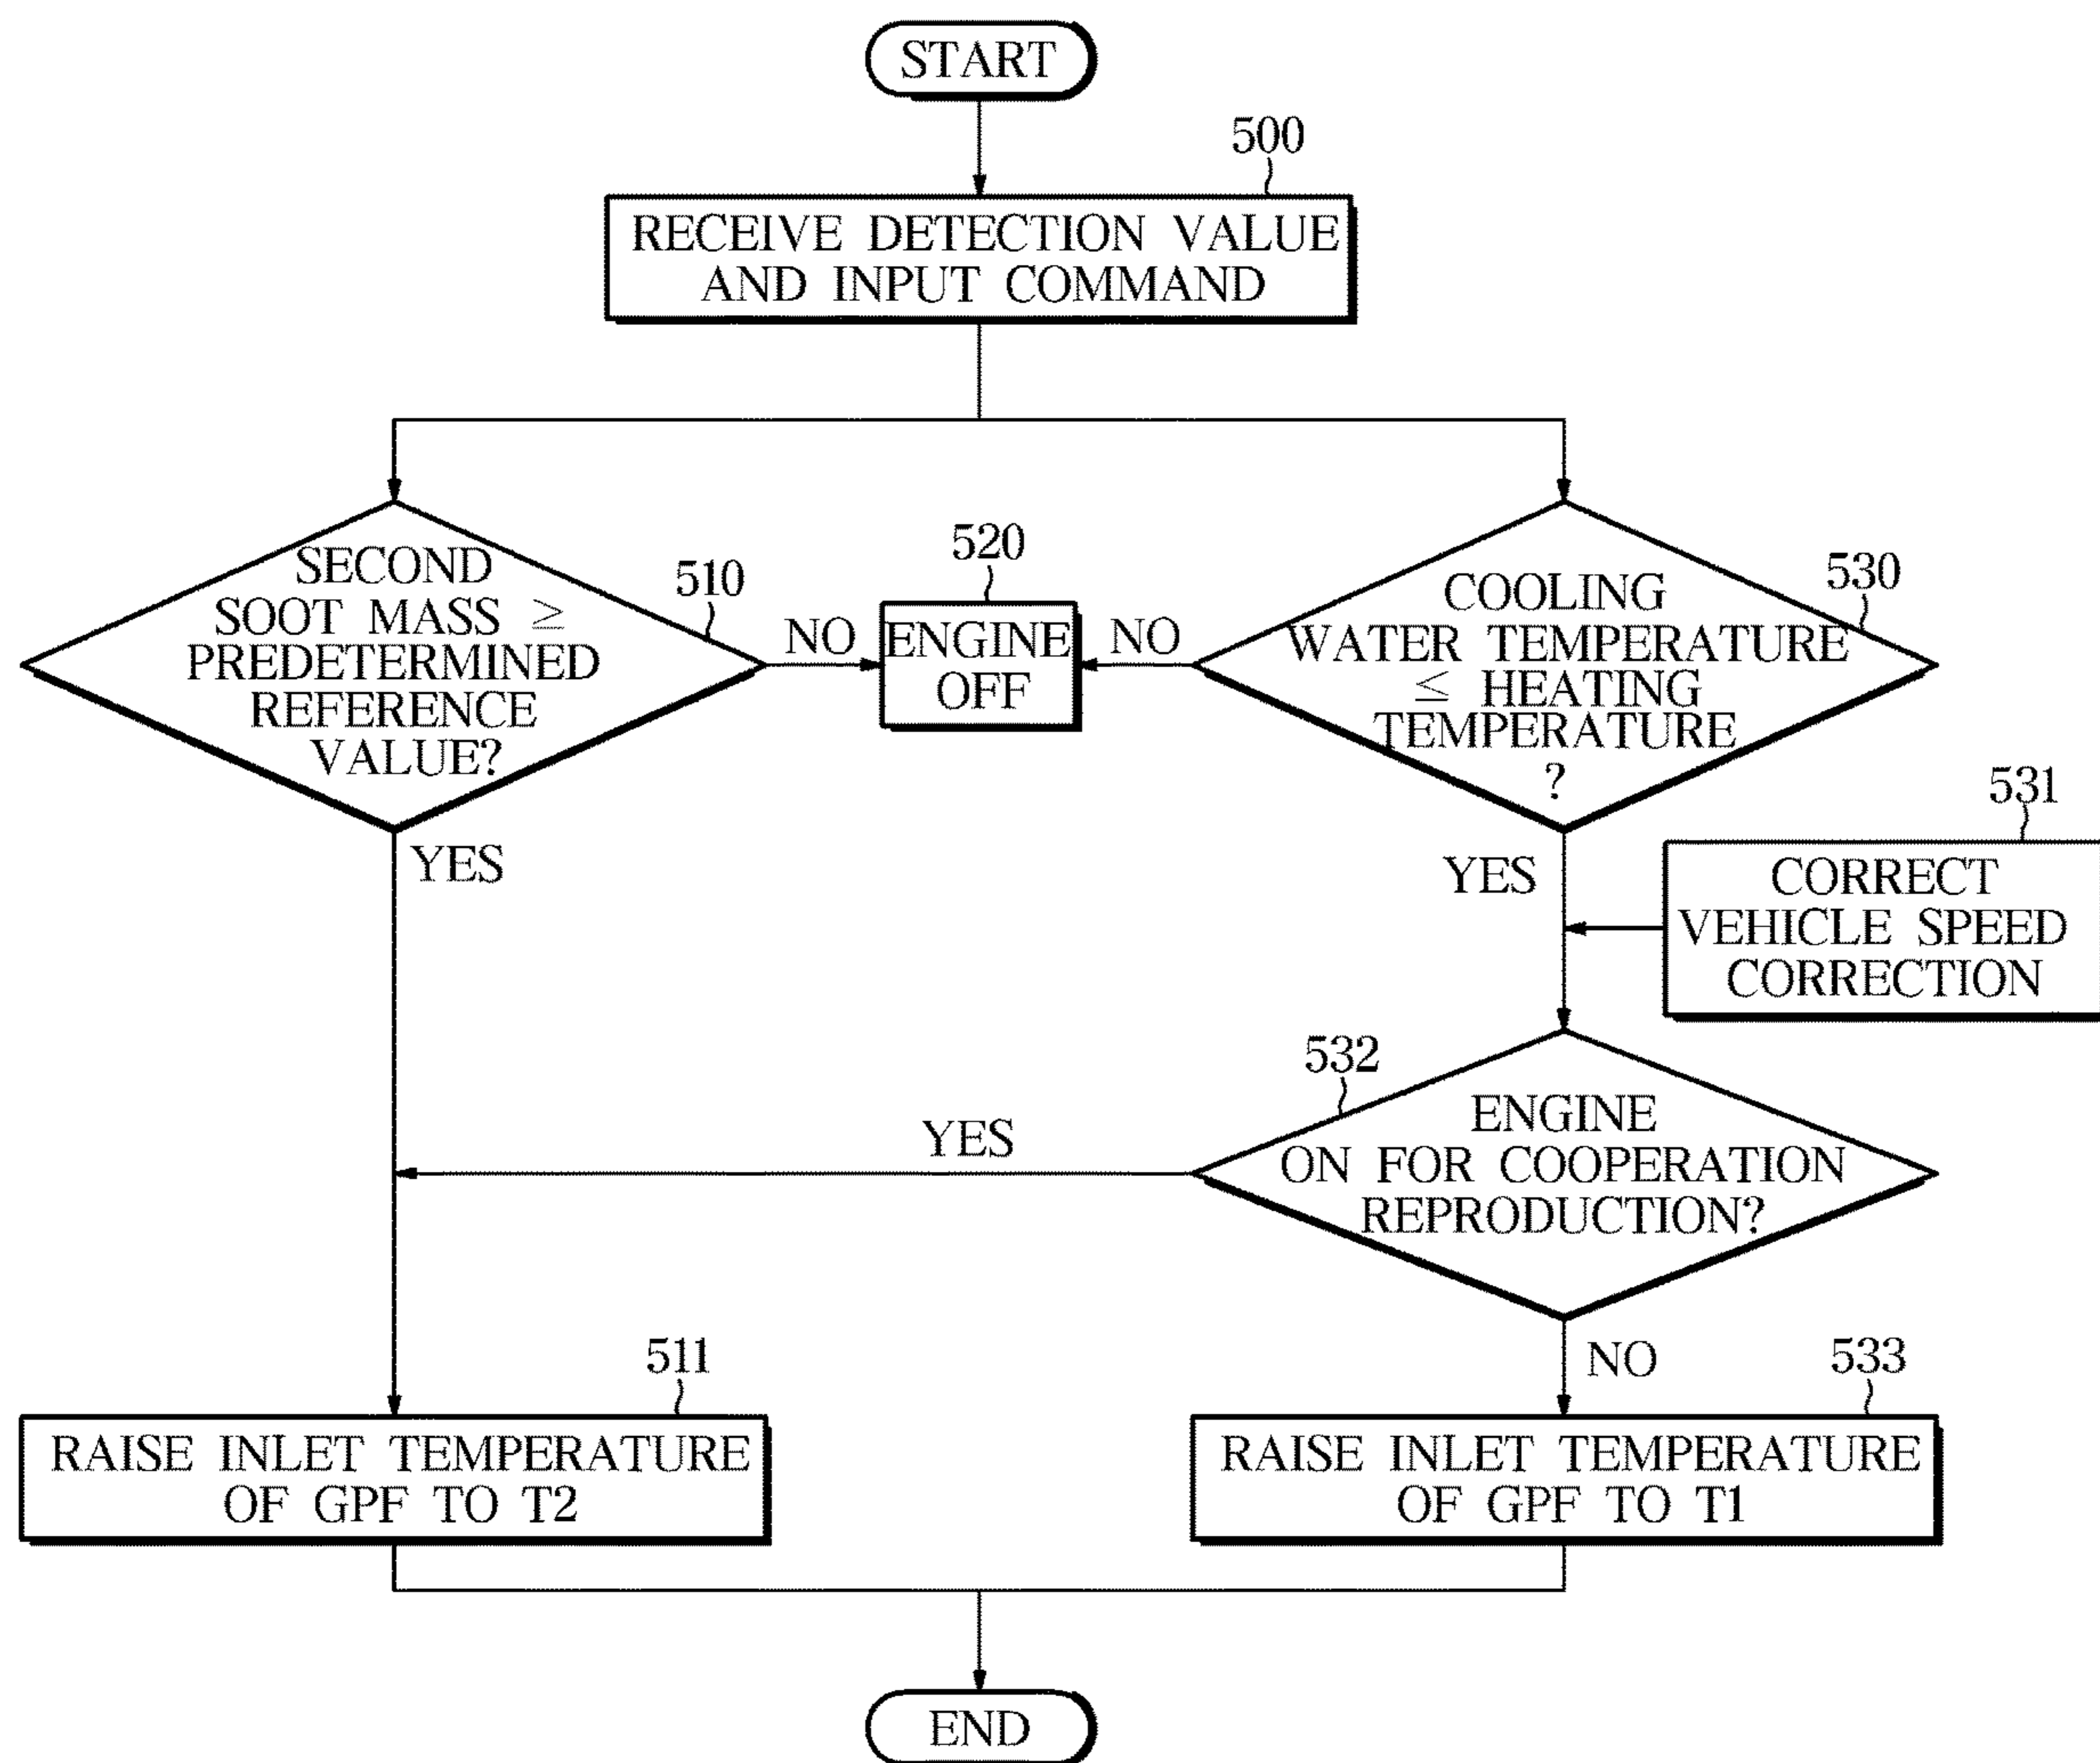 START
500
RECEIVE DETECTION VALUE
AND INPUT COMMAND
510
SECOND
SOOT MASS ≥
PREDETERMINED
REFERENCE
VALUE?
NO
520
ENGINE
OFF
NO
530
COOLING
WATER TEMPERATURE
≤ HEATING
TEMPERATURE
?
YES
YES
531
CORRECT
VEHICLE SPEED
CORRECTION
532
ENGINE
ON FOR COOPERATION
REPRODUCTION?
YES
NO
511
RAISE INLET TEMPERATURE
OF GPF TO T2
533
RAISE INLET TEMPERATURE
OF GPF TO T1
END